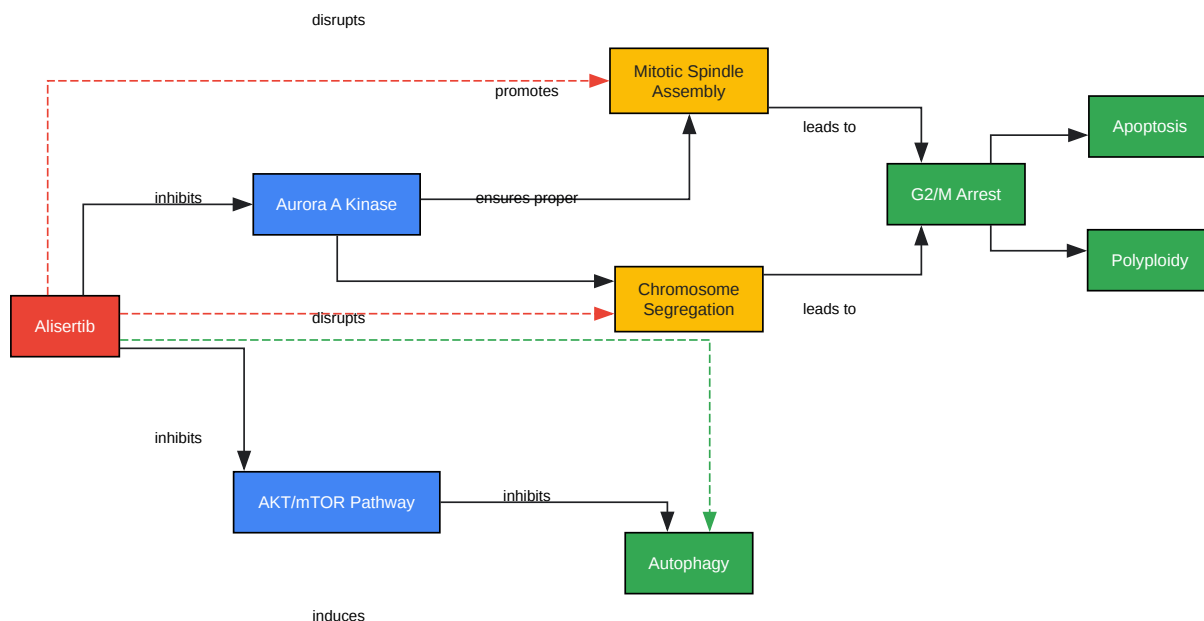 disrupts
Mitotic Spindle
Assembly
promotes
leads to
Apoptosis
inhibits
Aurora A Kinase
ensures proper
G2/M Arrest
Polyploidy
Chromosome
Segregation
leads to
disrupts
Alisertib
inhibits
AKT/mTOR Pathway
inhibits
Autophagy
induces